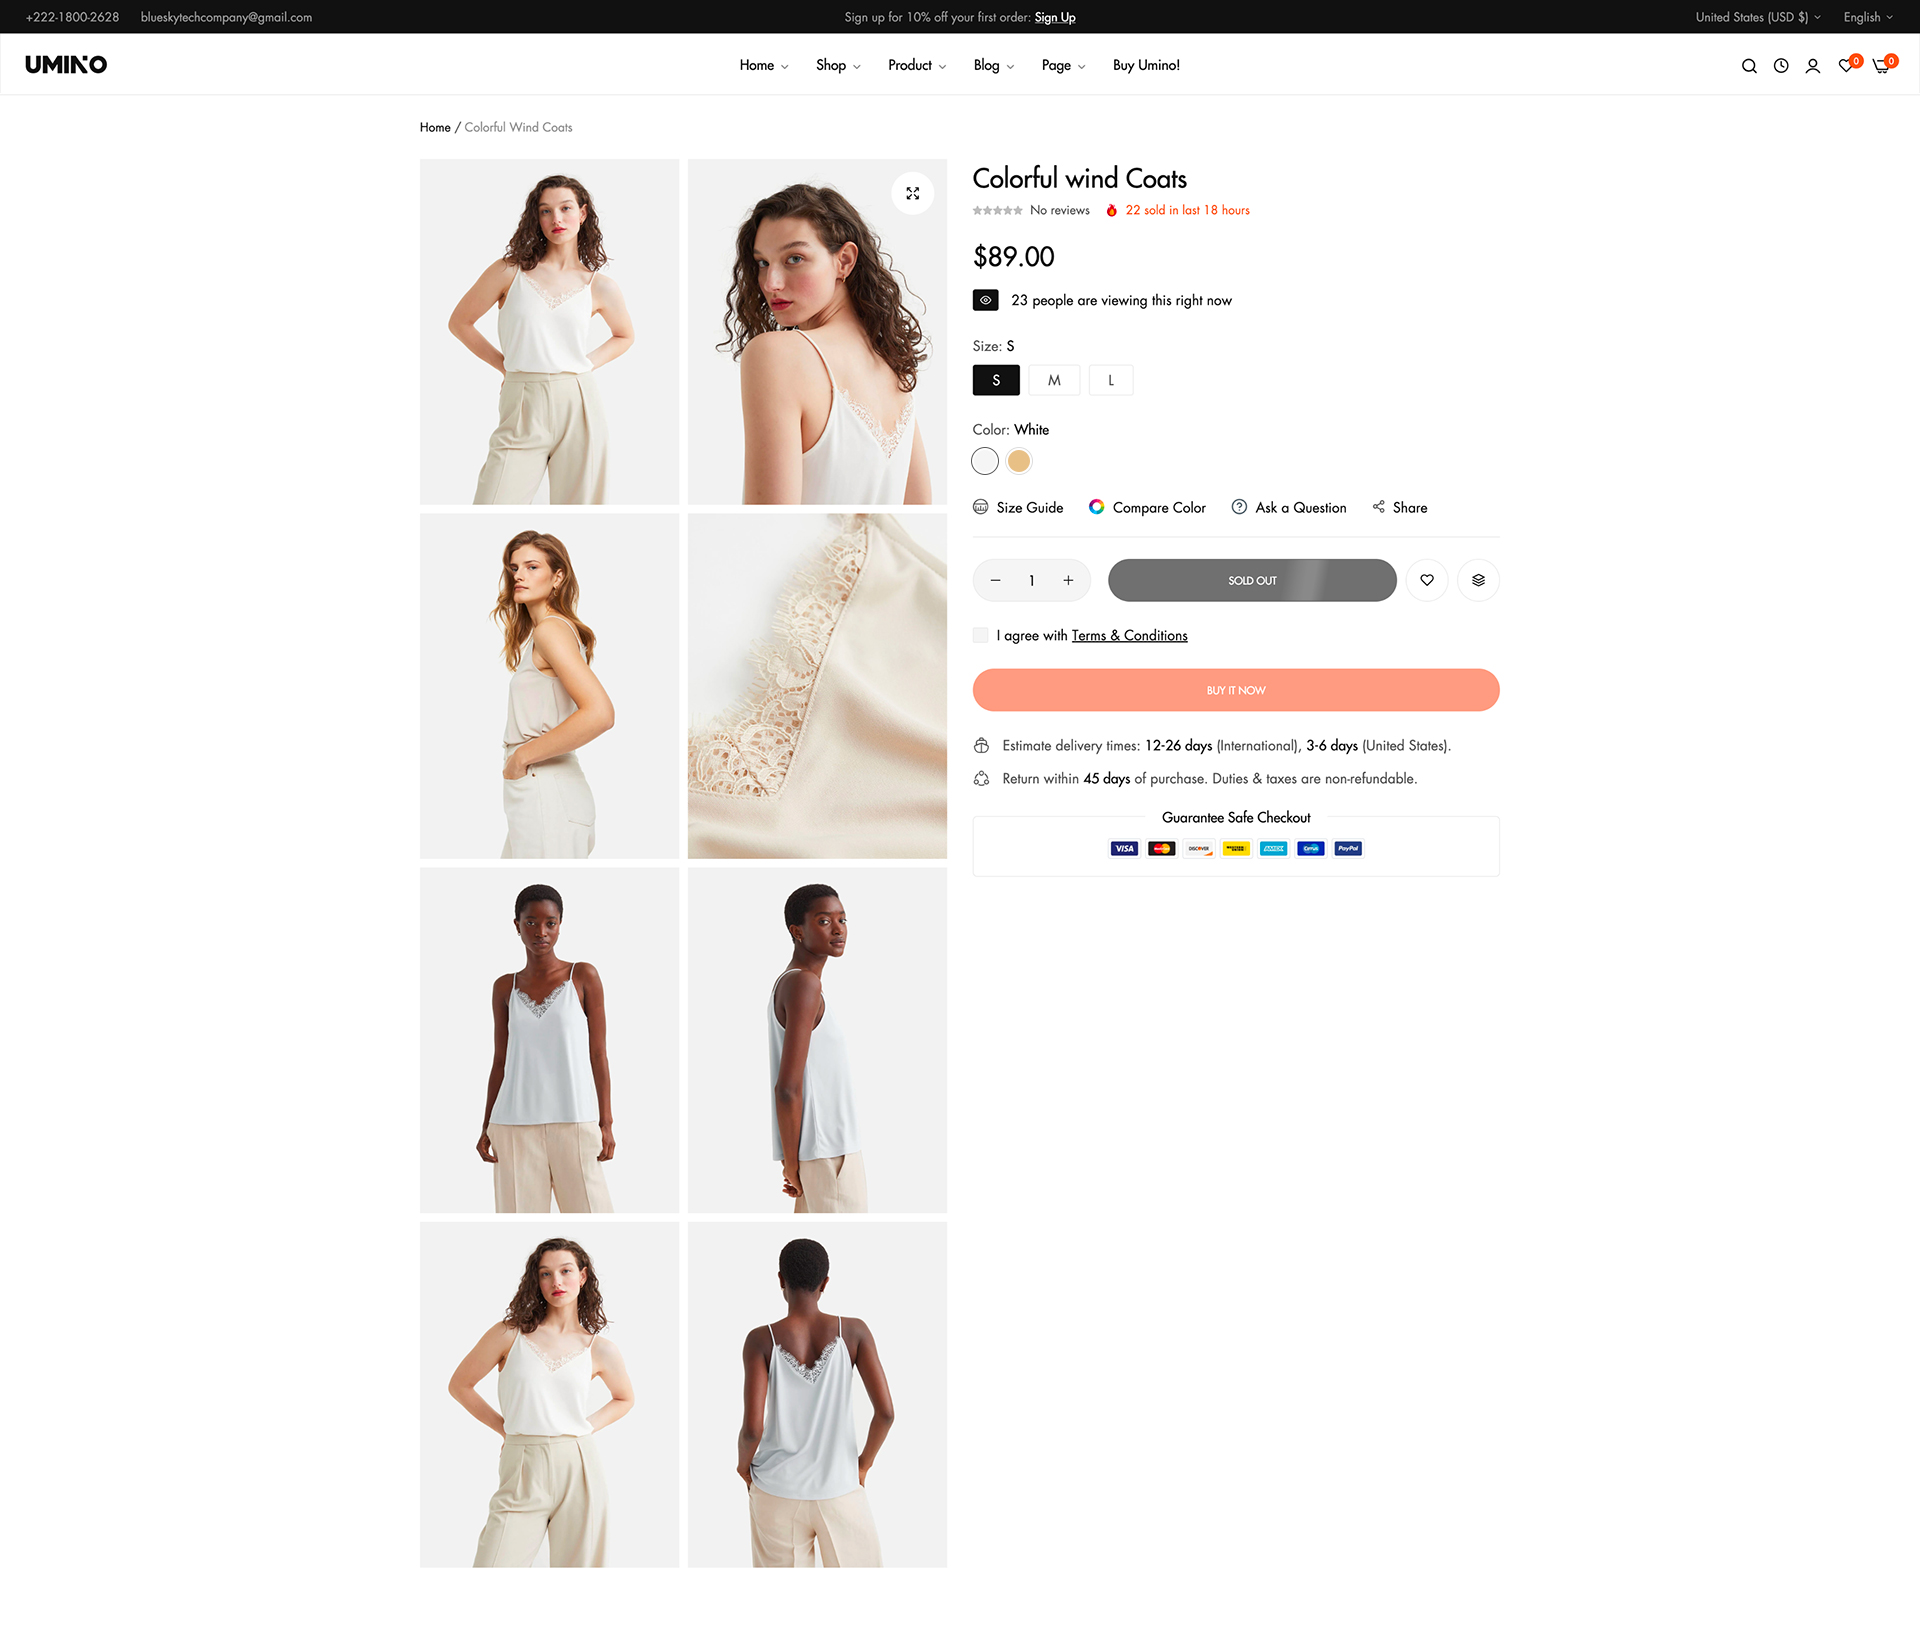 +222-1800-2628 blueskytechcompany@gmail.com Sign up for 10% off your first order: Sign Up United States (USD $) English
UMINO Home Shop Product Blog Page Buy Umino! 0 0
Home / Colorful Wind Coats
Colorful wind Coats
No reviews 22 sold in last 18 hours
$89.00
23 people are viewing this right now
Size: S
S M L
Color: White
Size Guide Compare Color Ask a Question Share
− 1 + SOLD OUT
I agree with Terms & Conditions
BUY IT NOW
Estimate delivery times: 12-26 days (International), 3-6 days (United States).
Return within 45 days of purchase. Duties & taxes are non-refundable.
Guarantee Safe Checkout
VISA DISCOVER AMEX Cirrus PayPal